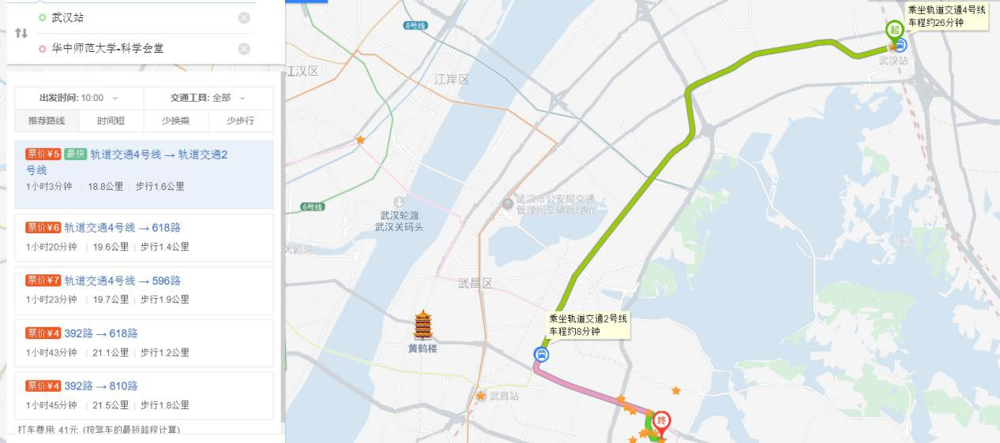 武汉站
华中师范大学-科学会堂
出发时间: 10:00
交通工具: 全部
推荐路线
时间短
少换乘
少步行
票价¥5 最快 轨道交通4号线 → 轨道交通2
号线
1小时3分钟 | 18.8公里 | 步行1.6公里
票价¥6 轨道交通4号线 → 618路
1小时20分钟 | 19.6公里 | 步行1.4公里
票价¥7 轨道交通4号线 → 596路
1小时23分钟 | 19.7公里 | 步行1.9公里
票价¥4 392路 → 618路
1小时43分钟 | 21.1公里 | 步行1.2公里
票价¥4 392路 → 810路
1小时45分钟 | 21.5公里 | 步行1.8公里
打车费用: 41元 (按驾车的最短路程计算)
8号线
乘坐轨道交通4号线
车程约26分钟
起
武汉站
江汉区
江岸区
6号线
武汉轮渡
武汉关码头
武汉市公安局交通
管理局车辆管理所
大剧院
武昌区
乘坐轨道交通2号线
车程约8分钟
黄鹤楼
武昌站
终